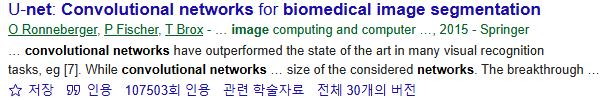 U-net: Convolutional networks for biomedical image segmentation
O Ronneberger, P Fischer, T Brox - … image computing and computer …, 2015 - Springer
… convolutional networks have outperformed the state of the art in many visual recognition
tasks, eg [7]. While convolutional networks … size of the considered networks. The breakthrough …
☆ 저장 99 인용 107503회 인용 관련 학술자료 전체 30개의 버전